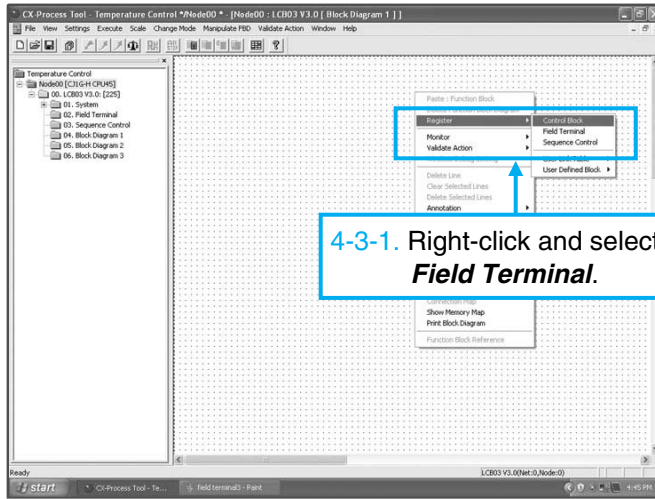 CX-Process Tool - Temperature Control */Node00 * - [Node00 : LCB03 V3.0 [ Block Diagram 1 ] ]
File View Settings Execute Scale Change Mode Manipulate FBD Validate Action Window Help
Temperature Control
Node00 [CJ1G-H CPU45]
00. LCB03 V3.0: [225]
01. System
02. Field Terminal
03. Sequence Control
04. Block Diagram 1
05. Block Diagram 2
06. Block Diagram 3
Paste : Function Block
Register
Monitor
Validate Action
Delete Line
Clear Selected Lines
Delete Selected Lines
Annotation
Control Block
Field Terminal
Sequence Control
User Link Table
User Defined Block
4-3-1. Right-click and select
Field Terminal.
Connection Map
Show Memory Map
Print Block Diagram
Function Block Reference
Ready
LCB03 V3.0(Net:0,Node:0)
start
CX-Process Tool - Te...
field terminal3 - Paint
4:45 PM